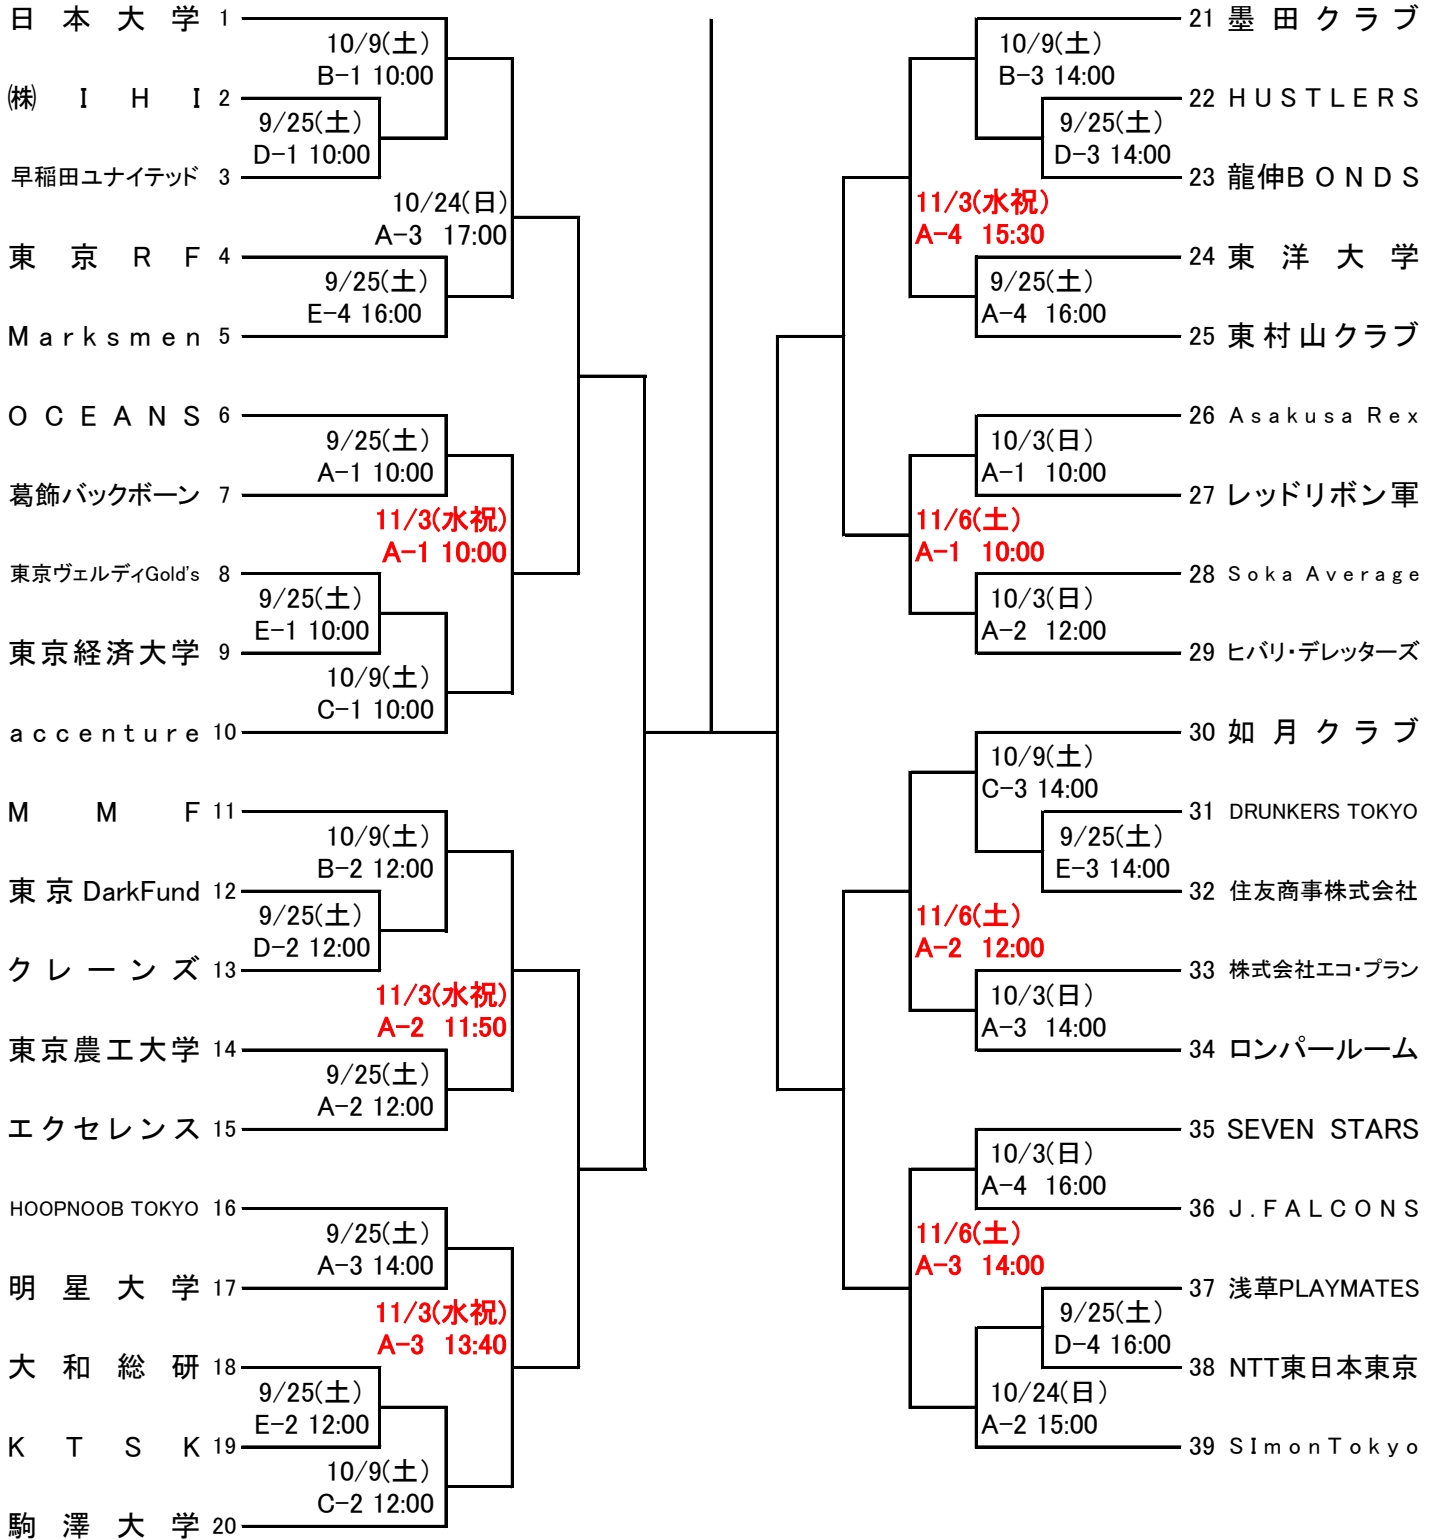 日本大学 1
10/9(土)
B-1 10:00
㈱IHI 2
9/25(土)
D-1 10:00
早稲田ユナイテッド 3
10/24(日)
A-3 17:00
東京RF 4
9/25(土)
E-4 16:00
Marksmen 5
OCEANS 6
9/25(土)
A-1 10:00
葛飾バックボーン 7
11/3(水祝)
A-1 10:00
東京ヴェルディGold's 8
9/25(土)
E-1 10:00
東京経済大学 9
10/9(土)
C-1 10:00
accenture 10
MMF 11
10/9(土)
B-2 12:00
東京DarkFund 12
9/25(土)
D-2 12:00
クレーンズ 13
11/3(水祝)
A-2 11:50
東京農工大学 14
9/25(土)
A-2 12:00
エクセレンス 15
HOOPNOOB TOKYO 16
9/25(土)
A-3 14:00
明星大学 17
11/3(水祝)
A-3 13:40
大和総研 18
9/25(土)
E-2 12:00
KTSK 19
10/9(土)
C-2 12:00
駒澤大学 20
21 墨田クラブ
10/9(土)
B-3 14:00
22 HUSTLERS
9/25(土)
D-3 14:00
23 龍伸BONDS
11/3(水祝)
A-4 15:30
24 東洋大学
9/25(土)
A-4 16:00
25 東村山クラブ
26 Asakusa Rex
10/3(日)
A-1 10:00
27 レッドリボン軍
11/6(土)
A-1 10:00
28 Soka Average
10/3(日)
A-2 12:00
29 ヒバリ・デレッターズ
30 如月クラブ
10/9(土)
C-3 14:00
31 DRUNKERS TOKYO
9/25(土)
E-3 14:00
32 住友商事株式会社
11/6(土)
A-2 12:00
33 株式会社エコ・プラン
10/3(日)
A-3 14:00
34 ロンパールーム
35 SEVEN STARS
10/3(日)
A-4 16:00
36 J.FALCONS
11/6(土)
A-3 14:00
37 浅草PLAYMATES
9/25(土)
D-4 16:00
38 NTT東日本東京
10/24(日)
A-2 15:00
39 SImonTokyo